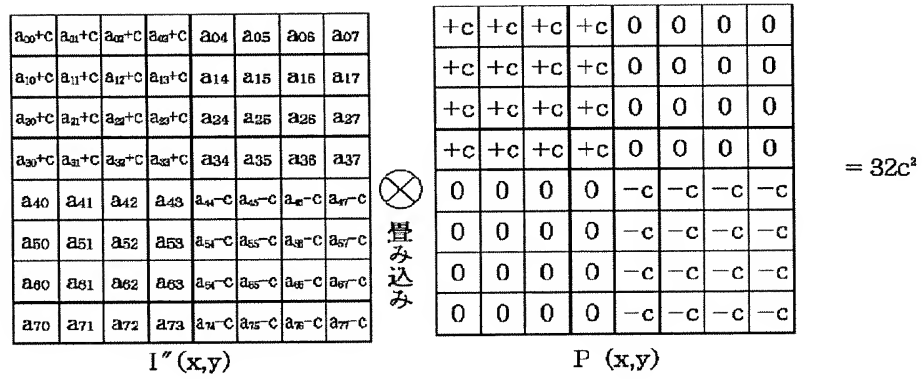 a00+c a01+c a02+c a03+c a04 a05 a06 a07
a10+c a11+c a12+c a13+c a14 a15 a16 a17
a20+c a21+c a22+c a23+c a24 a25 a26 a27
a30+c a31+c a32+c a33+c a34 a35 a36 a37
a40 a41 a42 a43 a44-c a45-c a46-c a47-c
a50 a51 a52 a53 a54-c a55-c a56-c a57-c
a60 a61 a62 a63 a64-c a65-c a66-c a67-c
a70 a71 a72 a73 a74-c a75-c a76-c a77-c
I″(x,y)
⊗
畳み込み
+c +c +c +c 0 0 0 0
+c +c +c +c 0 0 0 0
+c +c +c +c 0 0 0 0
+c +c +c +c 0 0 0 0
0 0 0 0 -c -c -c -c
0 0 0 0 -c -c -c -c
0 0 0 0 -c -c -c -c
0 0 0 0 -c -c -c -c
P (x,y)
= 32c²